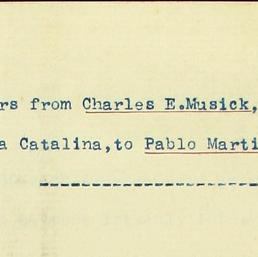 rs from Charles E.Musick,
a Catalina,to Pablo Marti